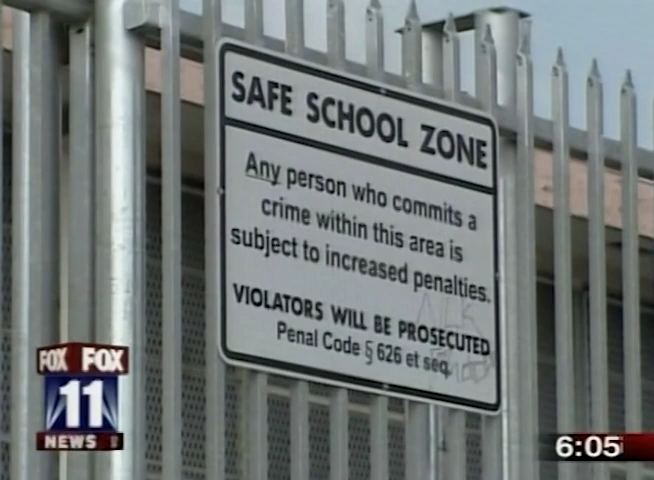 SAFE SCHOOL ZONE
Any person who commits a
crime within this area is
subject to increased penalties.
VIOLATORS WILL BE PROSECUTED
Penal Code § 626 et seq.
FOX FOX
11
NEWS
6:05